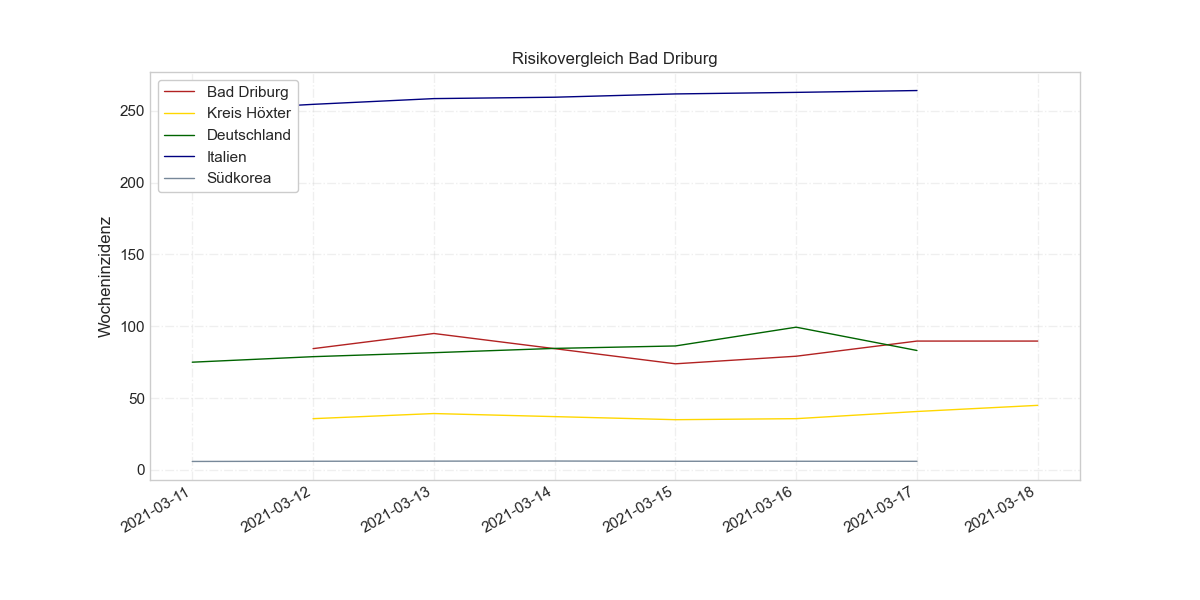 Risikovergleich Bad Driburg
Bad Driburg
Kreis Höxter
Deutschland
Italien
Südkorea
Wocheninzidenz
250
200
150
100
50
0
2021-03-11
2021-03-12
2021-03-13
2021-03-14
2021-03-15
2021-03-16
2021-03-17
2021-03-18